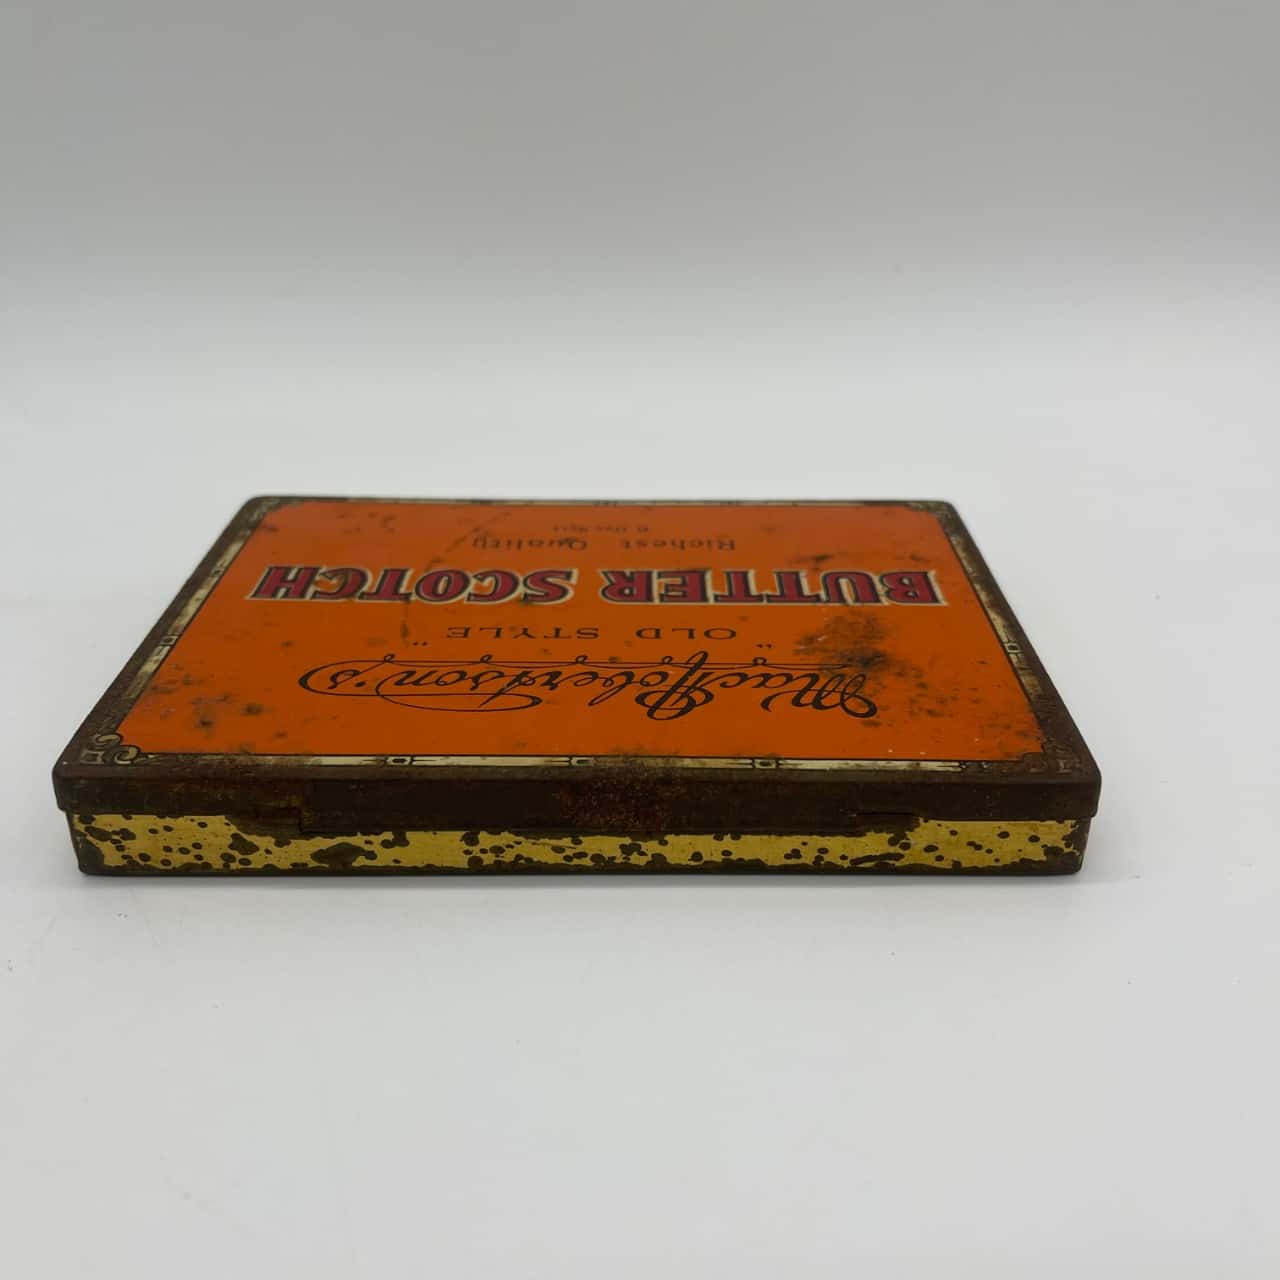 MacRobertson's
"OLD STYLE"
BUTTER SCOTCH
Richest Quality